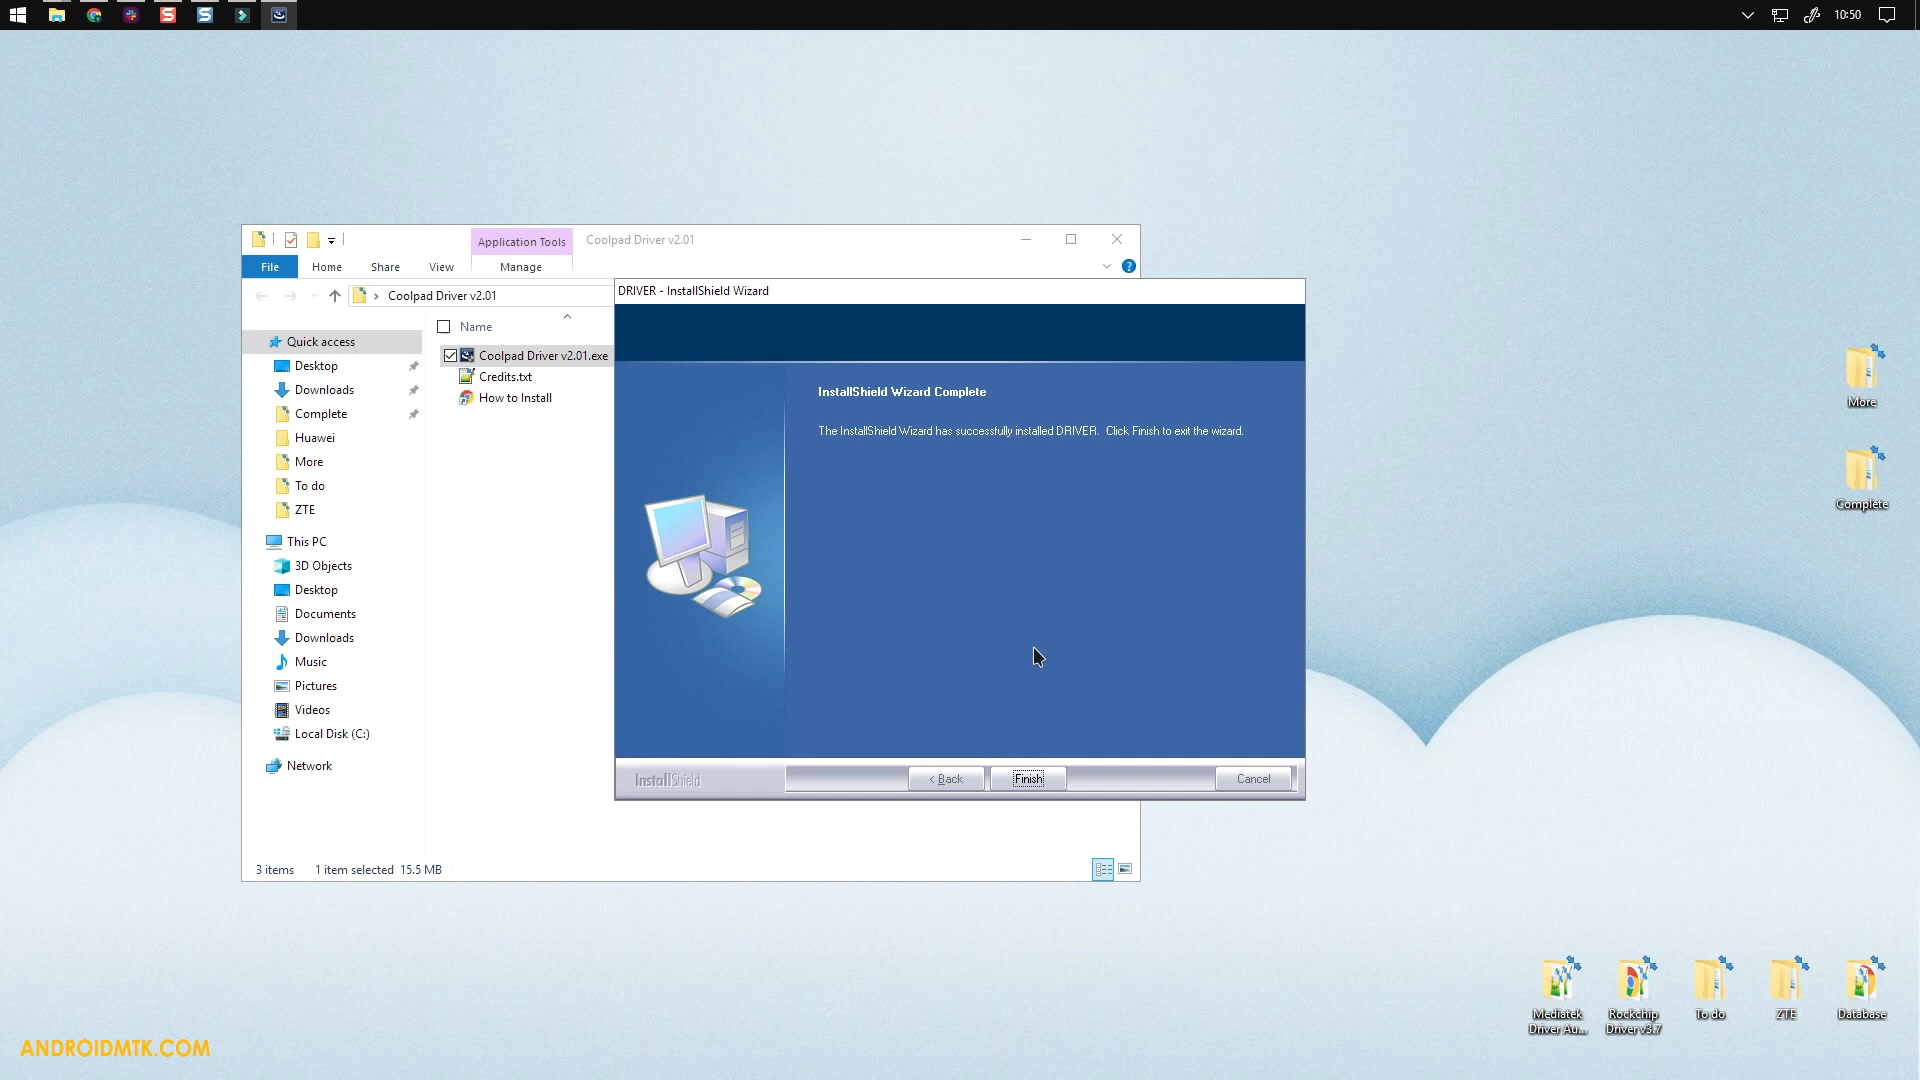 10:50
Application Tools
Coolpad Driver v2.01
File
Home
Share
View
Manage
Coolpad Driver v2.01
Name
Quick access
Desktop
Downloads
Complete
Huawei
More
To do
ZTE
This PC
3D Objects
Desktop
Documents
Downloads
Music
Pictures
Videos
Local Disk (C:)
Network
Coolpad Driver v2.01.exe
Credits.txt
How to Install
3 items 1 item selected 15.5 MB
DRIVER - InstallShield Wizard
InstallShield Wizard Complete
The InstallShield Wizard has successfully installed DRIVER. Click Finish to exit the wizard.
InstallShield
< Back
Finish
Cancel
More
Complete
Mediatek
Driver Au...
Rockchip
Driver v3.7
To do
ZTE
Database
ANDROIDMTK.COM